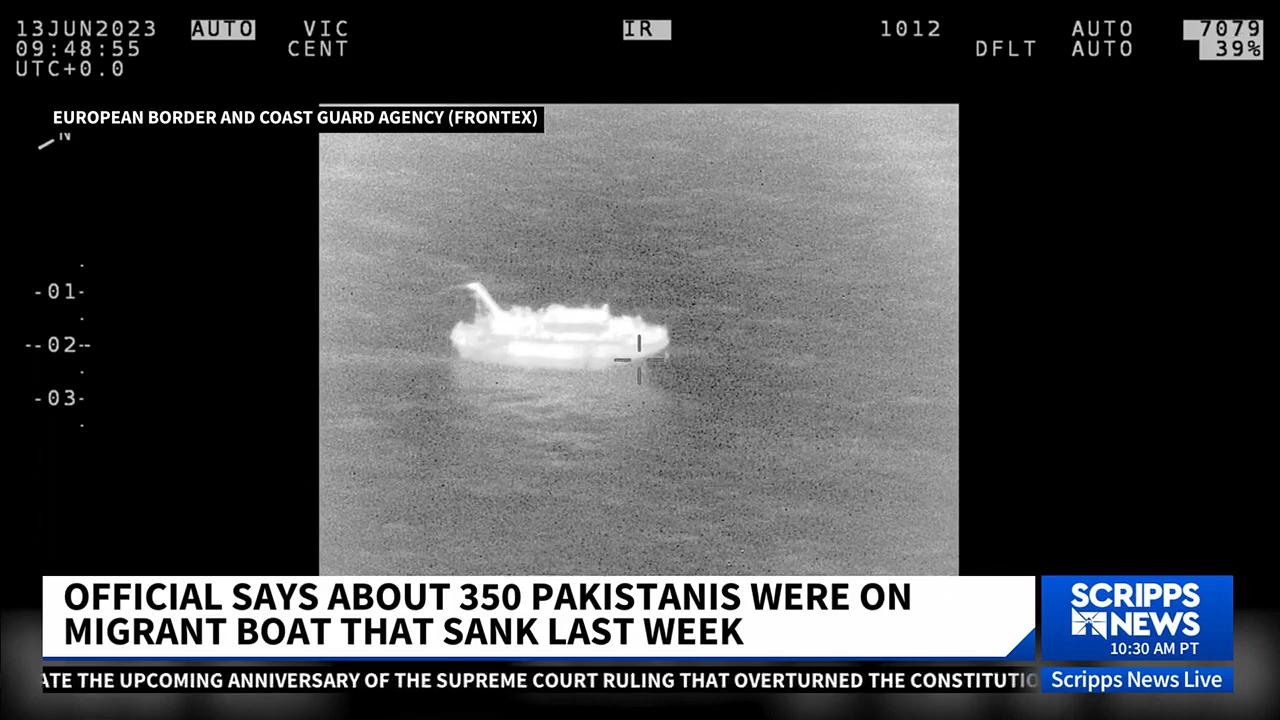 13JUN2023 AUTO VIC IR 1012 AUTO 7079
09:48:55 CENT DFLT AUTO 39%
UTC+0.0
EUROPEAN BORDER AND COAST GUARD AGENCY (FRONTEX)
N
-01-
--02--
-03-
OFFICIAL SAYS ABOUT 350 PAKISTANIS WERE ON
MIGRANT BOAT THAT SANK LAST WEEK
SCRIPPS
NEWS
10:30 AM PT
ATE THE UPCOMING ANNIVERSARY OF THE SUPREME COURT RULING THAT OVERTURNED THE CONSTITUTIO
Scripps News Live